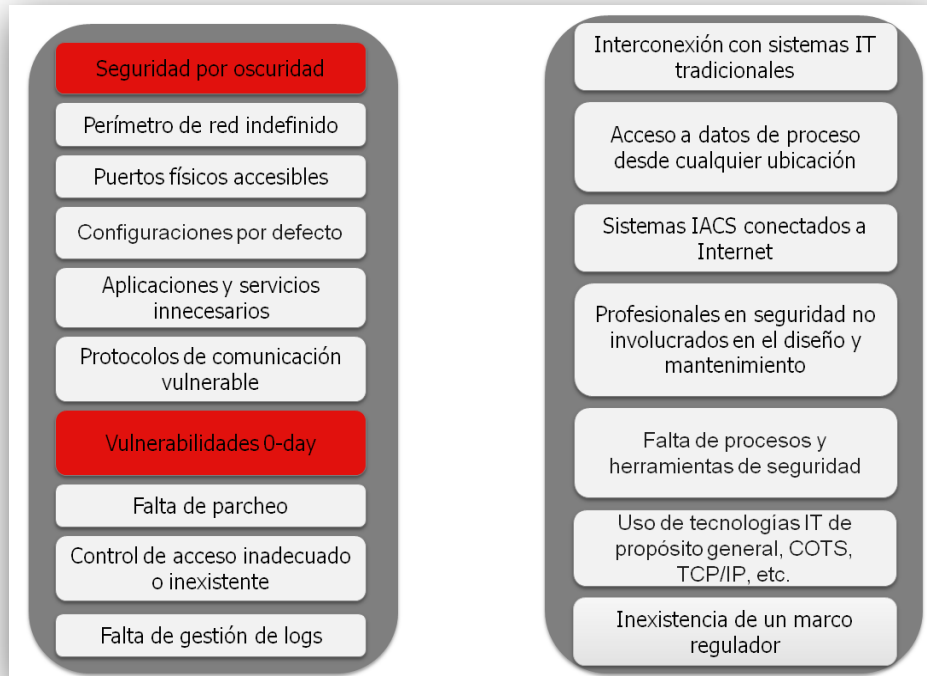 Seguridad por oscuridad
Perímetro de red indefinido
Puertos físicos accesibles
Configuraciones por defecto
Aplicaciones y servicios
innecesarios
Protocolos de comunicación
vulnerable
Vulnerabilidades 0-day
Falta de parcheo
Control de acceso inadecuado
o inexistente
Falta de gestión de logs
Interconexión con sistemas IT
tradicionales
Acceso a datos de proceso
desde cualquier ubicación
Sistemas IACS conectados a
Internet
Profesionales en seguridad no
involucrados en el diseño y
mantenimiento
Falta de procesos y
herramientas de seguridad
Uso de tecnologías IT de
propósito general, COTS,
TCP/IP, etc.
Inexistencia de un marco
regulador